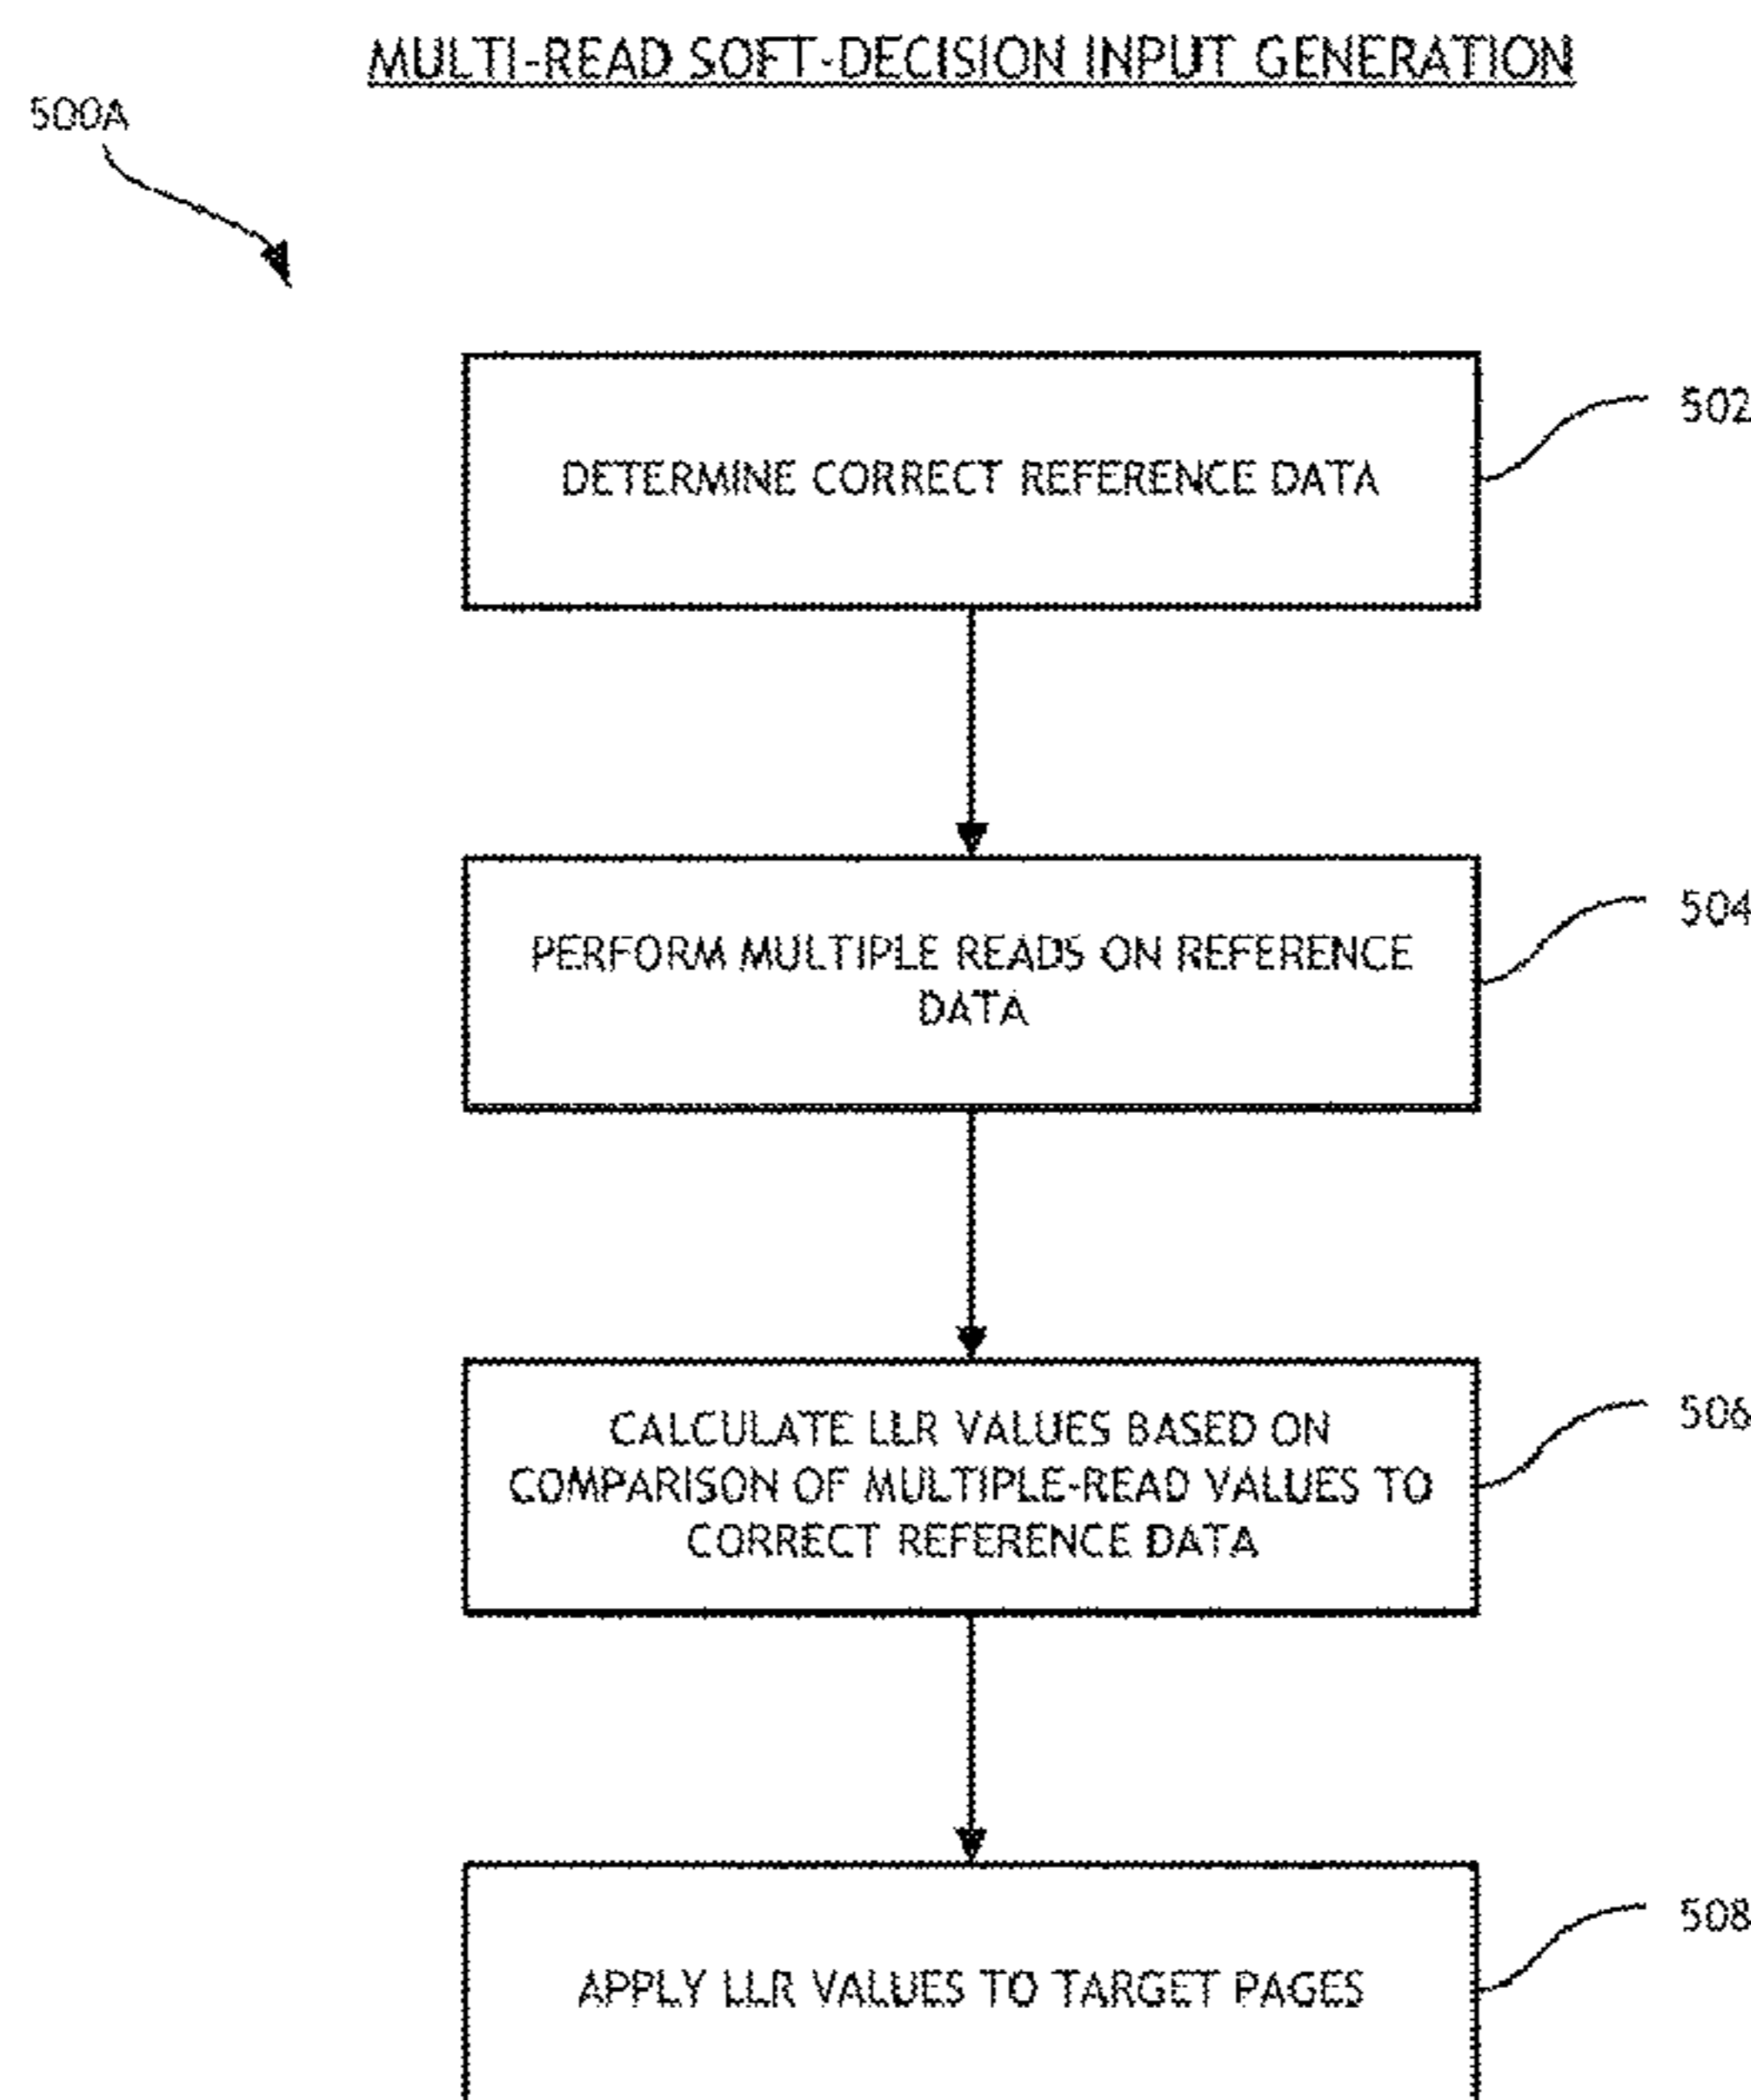 MULTI-READ SOFT-DECISION INPUT GENERATION
500A
DETERMINE CORRECT REFERENCE DATA
502
PERFORM MULTIPLE READS ON REFERENCE
DATA
504
CALCULATE LLR VALUES BASED ON
COMPARISON OF MULTIPLE-READ VALUES TO
CORRECT REFERENCE DATA
506
APPLY LLR VALUES TO TARGET PAGES
508